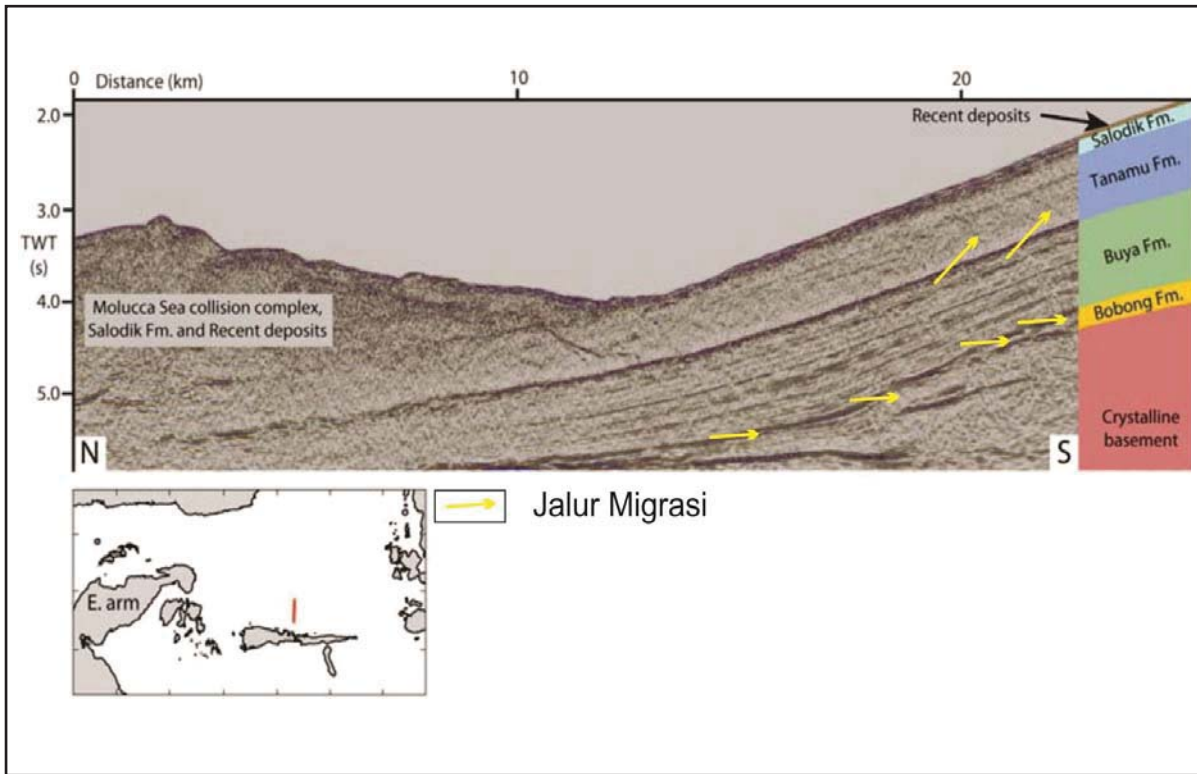 0 Distance (km) 10 20
2.0
3.0
TWT
(s)
4.0
5.0
Recent deposits
Salodik Fm.
Tanamu Fm.
Buya Fm.
Bobong Fm.
Crystalline
basement
Molucca Sea collision complex,
Salodik Fm. and Recent deposits
N
S
Jalur Migrasi
E. arm